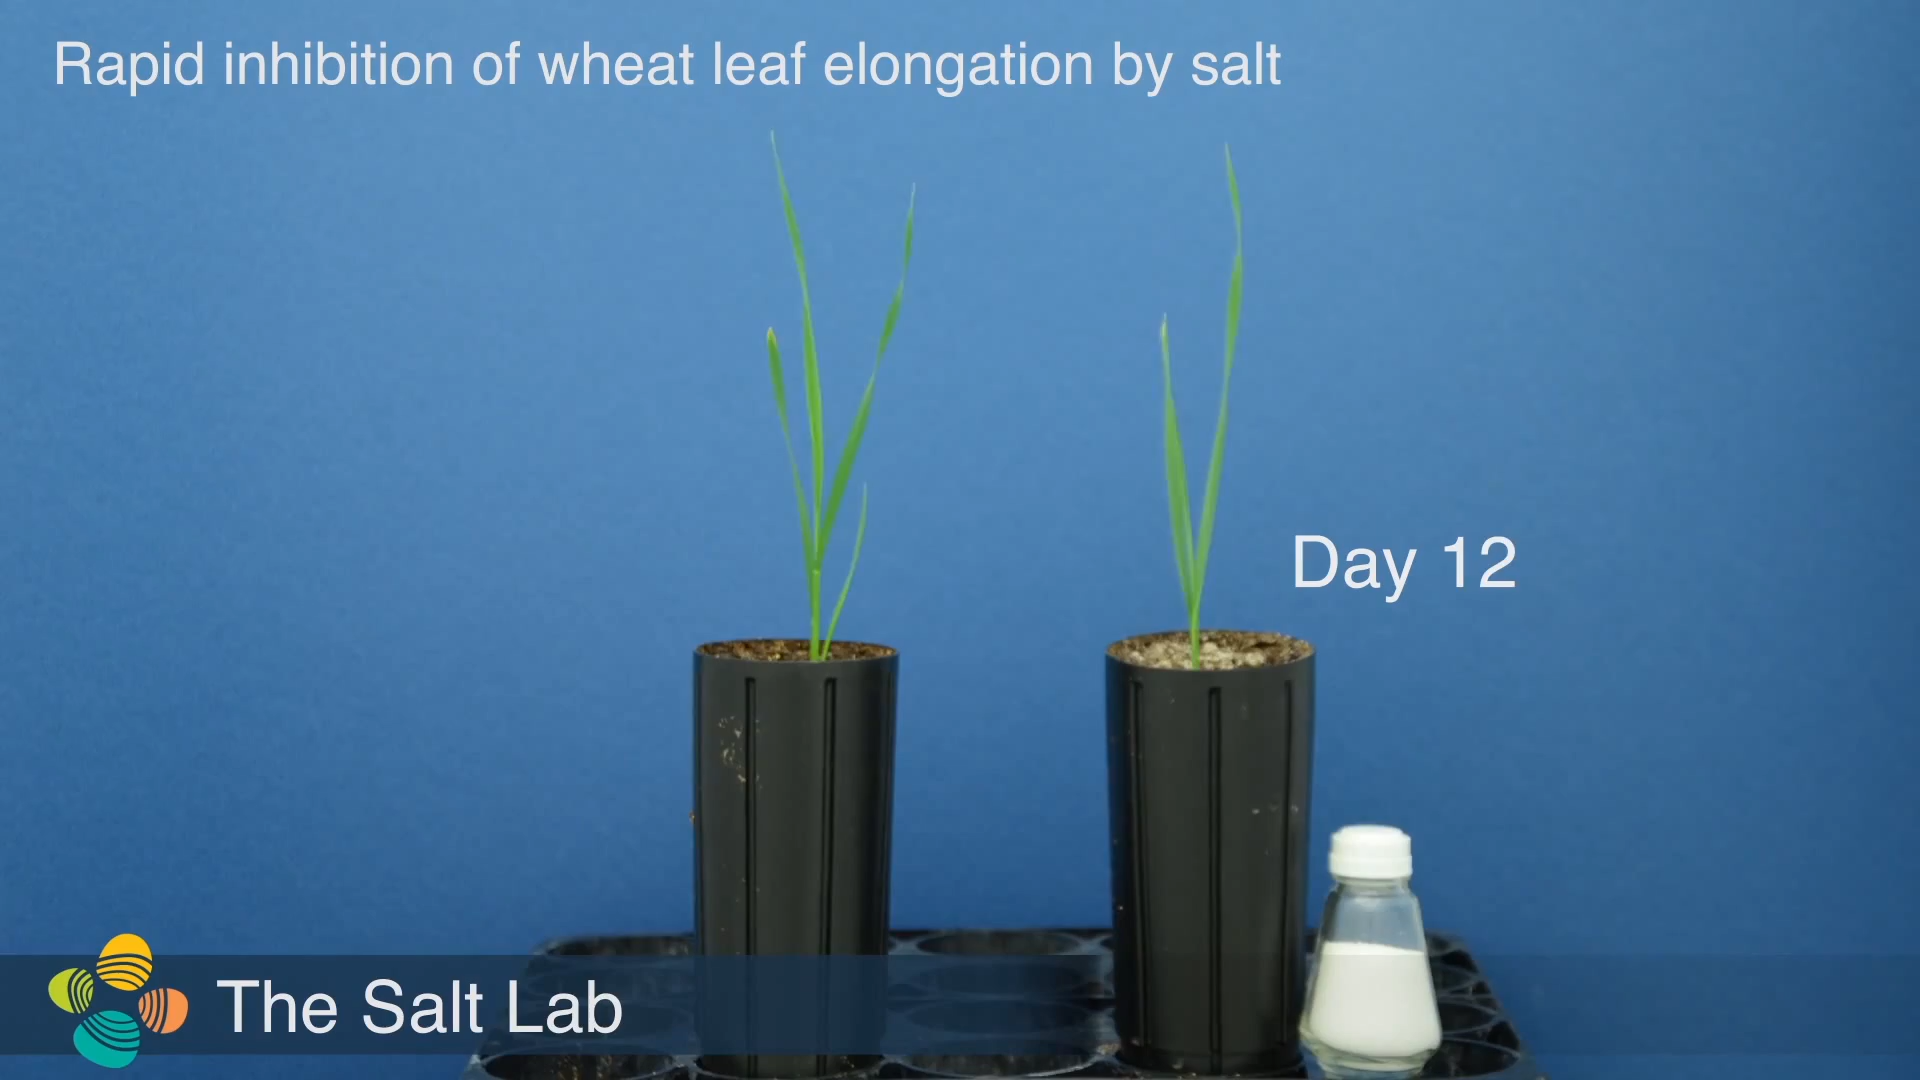 Rapid inhibition of wheat leaf elongation by salt
Day 12
The Salt Lab